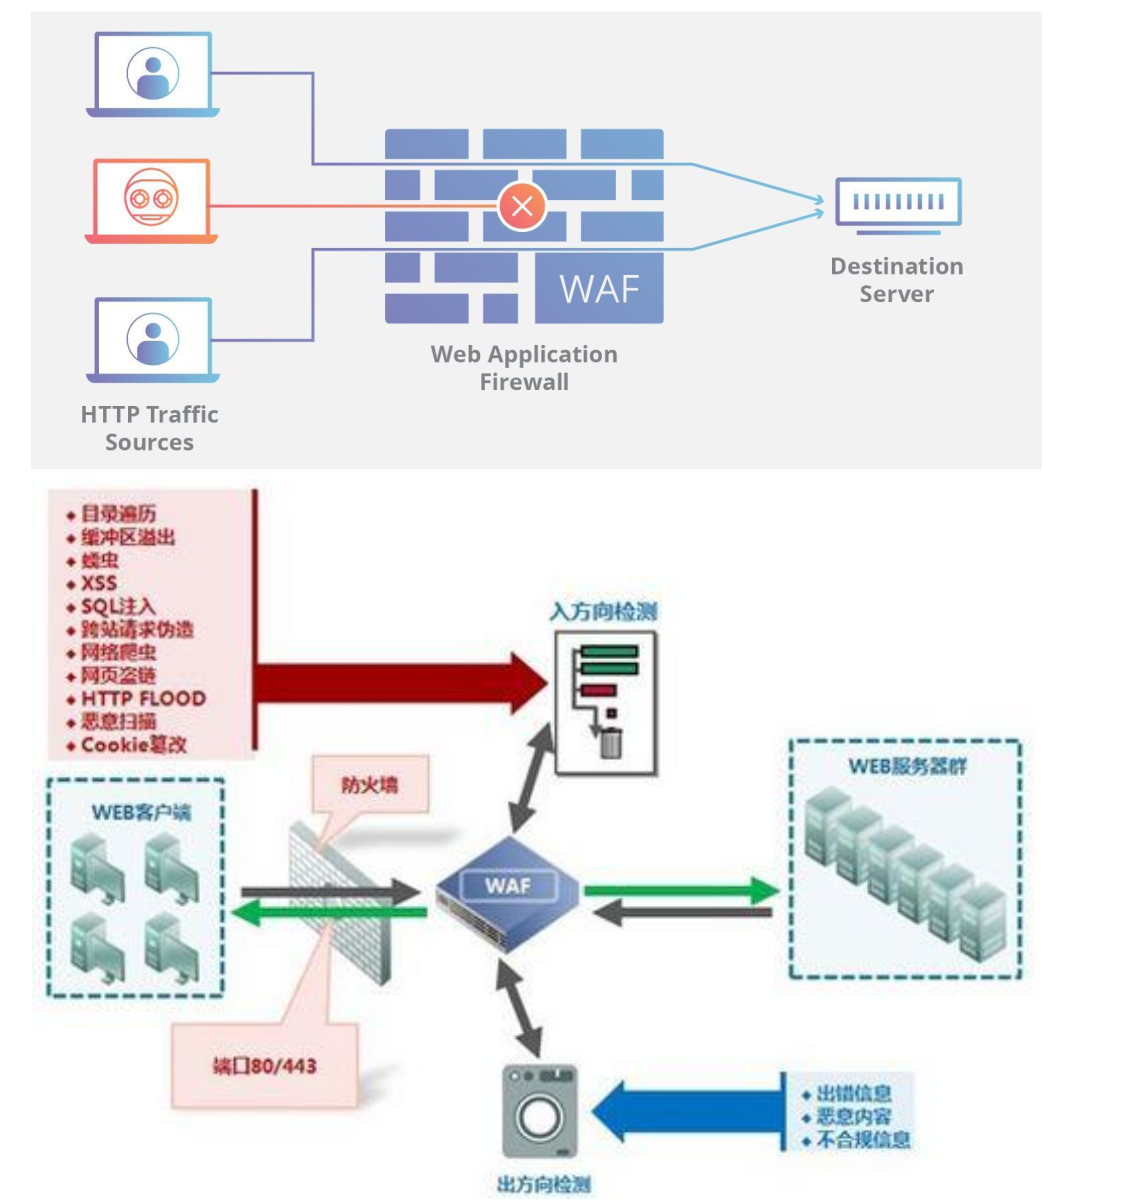 WAF
Destination
Server
Web Application
Firewall
HTTP Traffic
Sources
目录遍历
缓冲区溢出
蠕虫
XSS
SQL注入
跨站请求伪造
网络爬虫
网页盗链
HTTP FLOOD
恶意扫描
Cookie篡改
入方向检测
防火墙
WEB客户端
WAF
WEB服务器群
端口80/443
出错信息
恶意内容
不合规信息
出方向检测